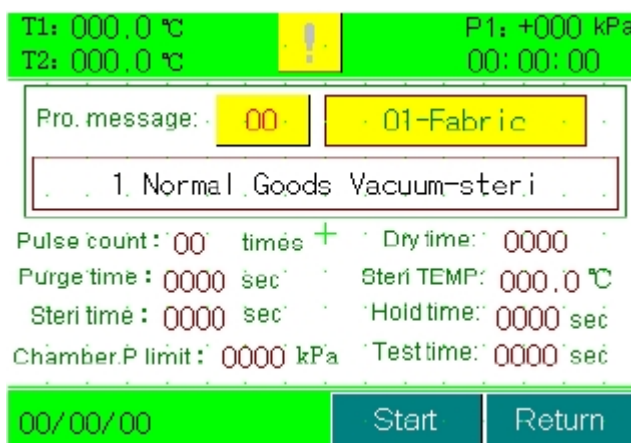 T1: 000.0 ℃ ! P1: +000 kPa
T2: 000.0 ℃ 00:00:00
Pro. message: 00 01-Fabric
1 Normal Goods Vacuum-steri
Pulse count: 00 times + Dry time: 0000
Purge time: 0000 sec Steri TEMP: 000.0 ℃
Steri time: 0000 sec Hold time: 0000 sec
Chamber.P limit: 0000 kPa Test time: 0000 sec
00/00/00 Start Return